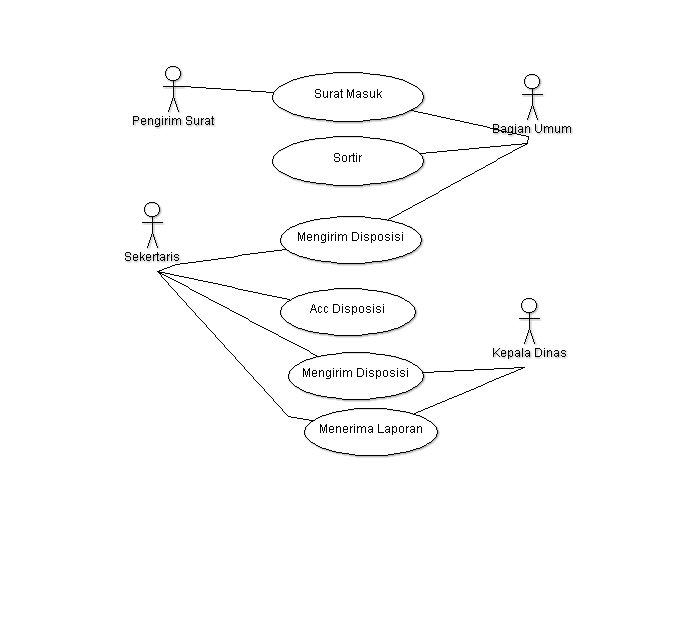 Surat Masuk
Pengirim Surat
Bagian Umum
Sortir
Mengirim Disposisi
Sekertaris
Acc Disposisi
Kepala Dinas
Mengirim Disposisi
Menerima Laporan